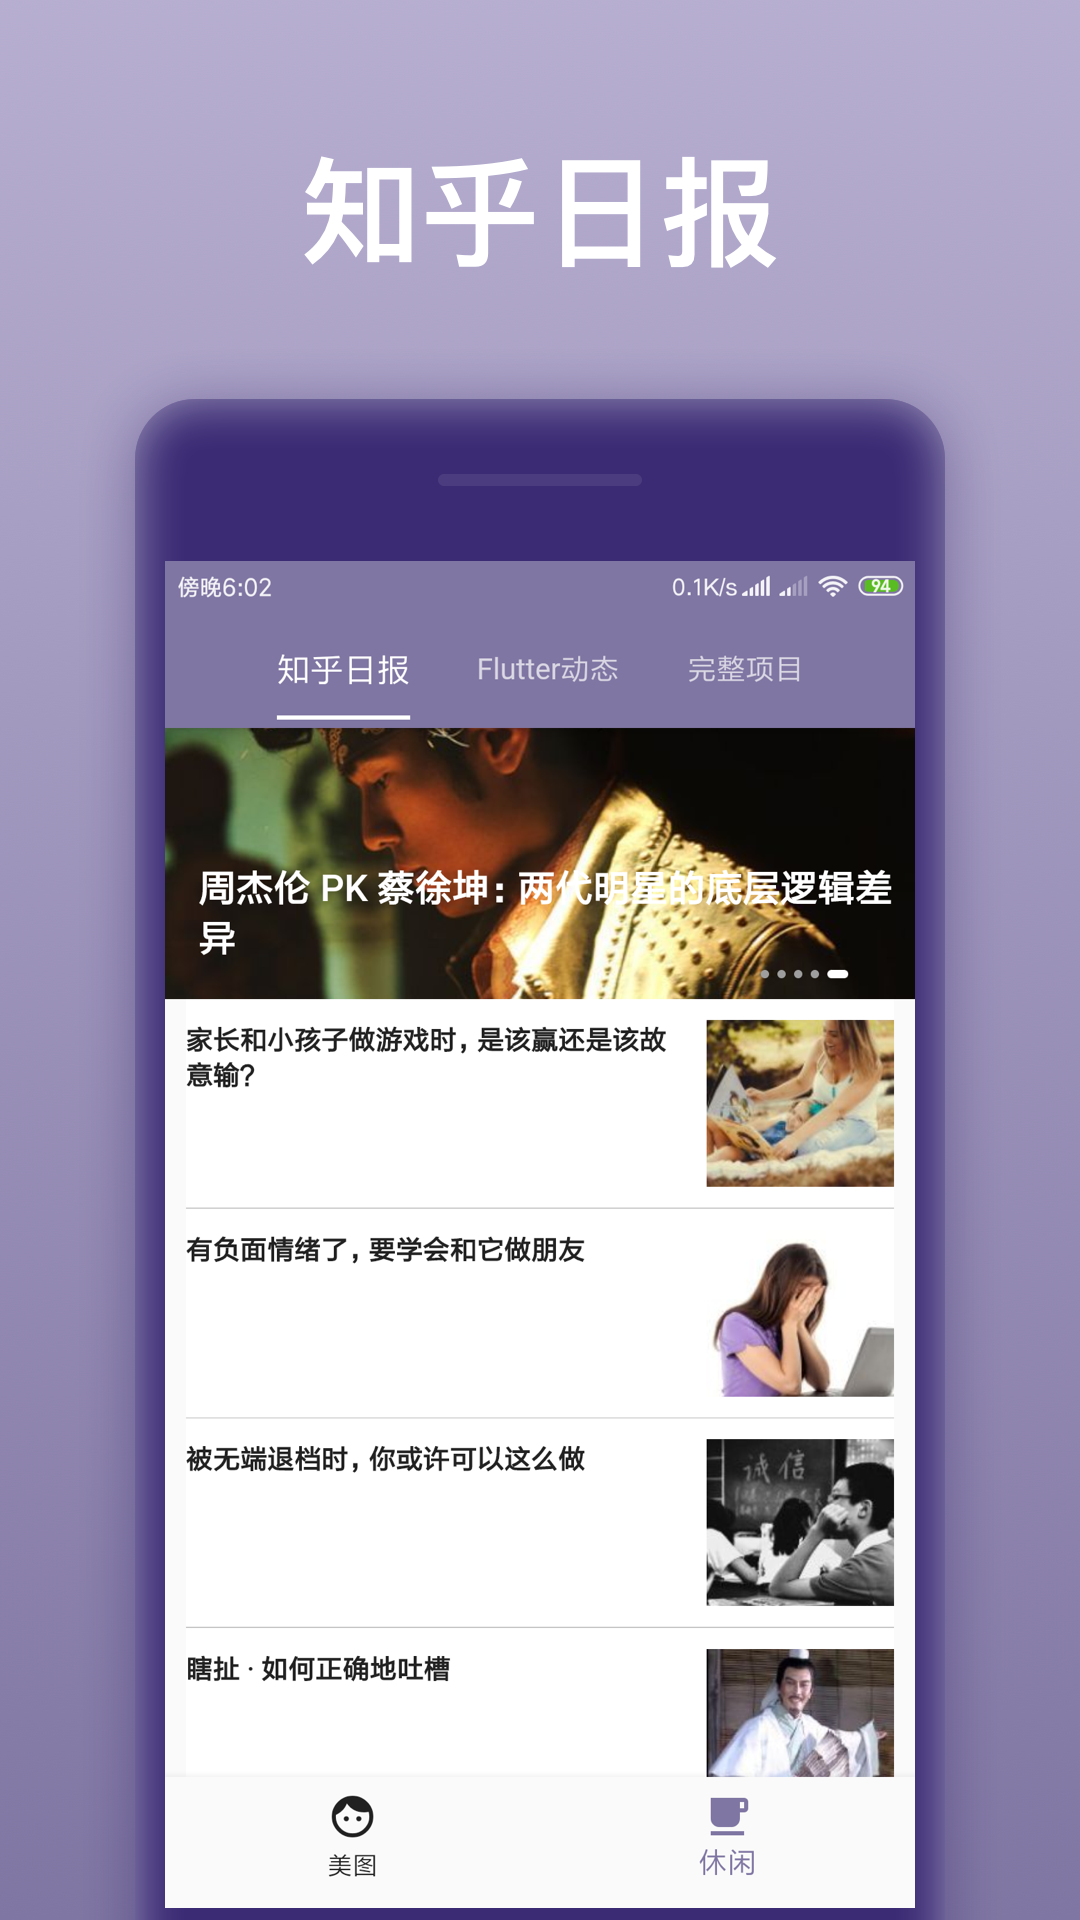 知乎日报
傍晚6:02
0.1K/s
94
知乎日报
Flutter动态
完整项目
周杰伦 PK 蔡徐坤：两代明星的底层逻辑差
异
家长和小孩子做游戏时，是该赢还是该故
意输？
有负面情绪了，要学会和它做朋友
被无端退档时，你或许可以这么做
诚信
瞎扯 · 如何正确地吐槽
美图
休闲